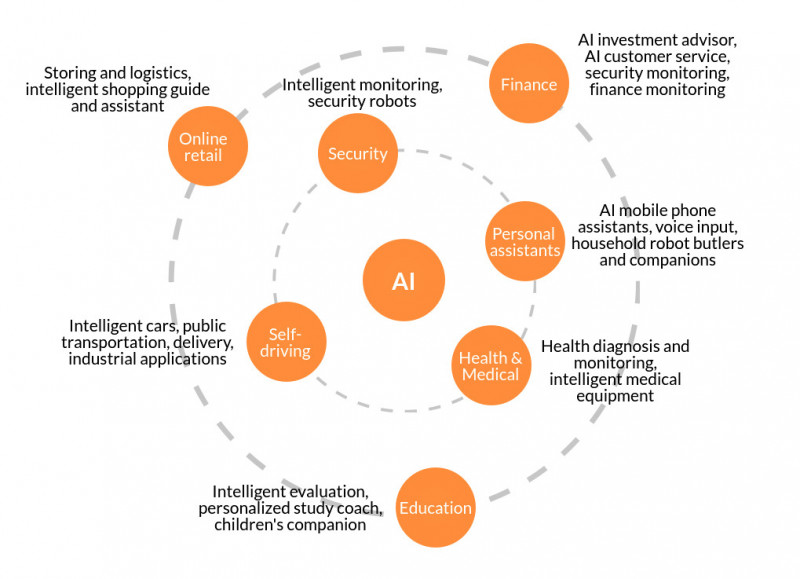 AI investment advisor,
AI customer service,
security monitoring,
finance monitoring
Finance
Storing and logistics,
intelligent shopping guide
and assistant
Online
retail
Intelligent monitoring,
security robots
Security
AI mobile phone
assistants, voice input,
household robot butlers
and companions
Personal
assistants
AI
Intelligent cars, public
transportation, delivery,
industrial applications
Self-
driving
Health &
Medical
Health diagnosis and
monitoring,
intelligent medical
equipment
Intelligent evaluation,
personalized study coach,
children's companion
Education